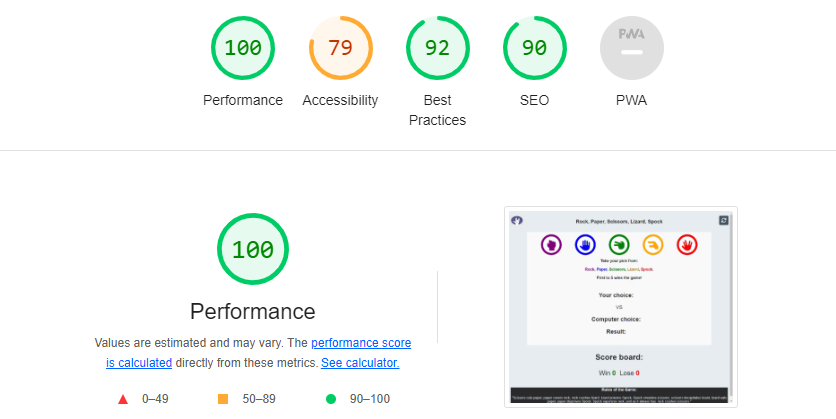 100
79
92
90
PWA
Performance
Accessibility
Best
Practices
SEO
PWA
100
Performance
Values are estimated and may vary. The performance score
is calculated directly from these metrics. See calculator.
0–49
50–89
90–100
Rock, Paper, Scissors, Lizard, Spock
Take your pick from:
Rock, Paper, Scissors, Lizard, Spock
First to 5 wins the game!
Your choice:
VS
Computer choice:
Result:
Score board:
Win 0 Lose 0
Rules of the Game: